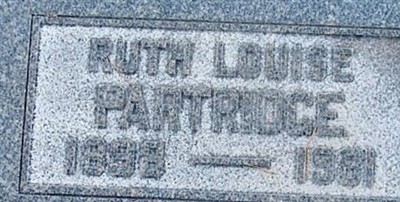 RUTH LOUISE
PARTRIDGE
1898 — 1981